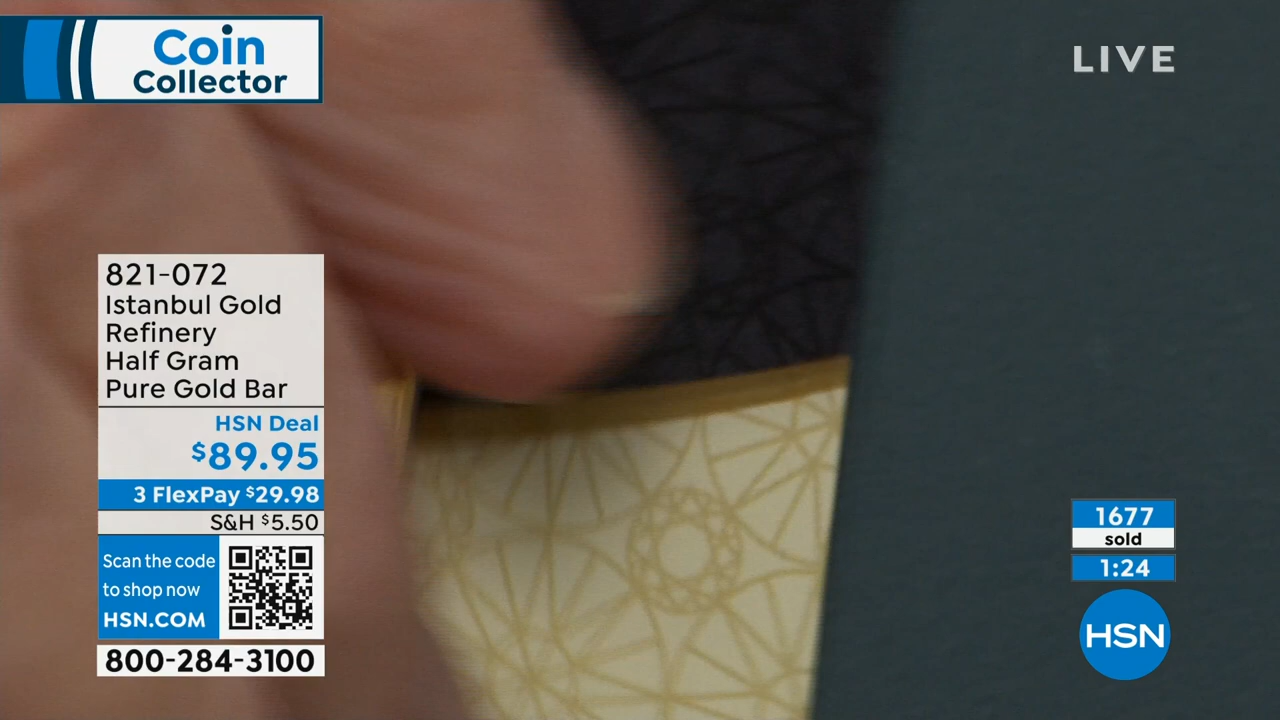 Coin
Collector
LIVE
821-072
Istanbul Gold
Refinery
Half Gram
Pure Gold Bar
HSN Deal
$89.95
3 FlexPay $29.98
S&H $5.50
Scan the code
to shop now
HSN.COM
800-284-3100
1677
sold
1:24
HSN